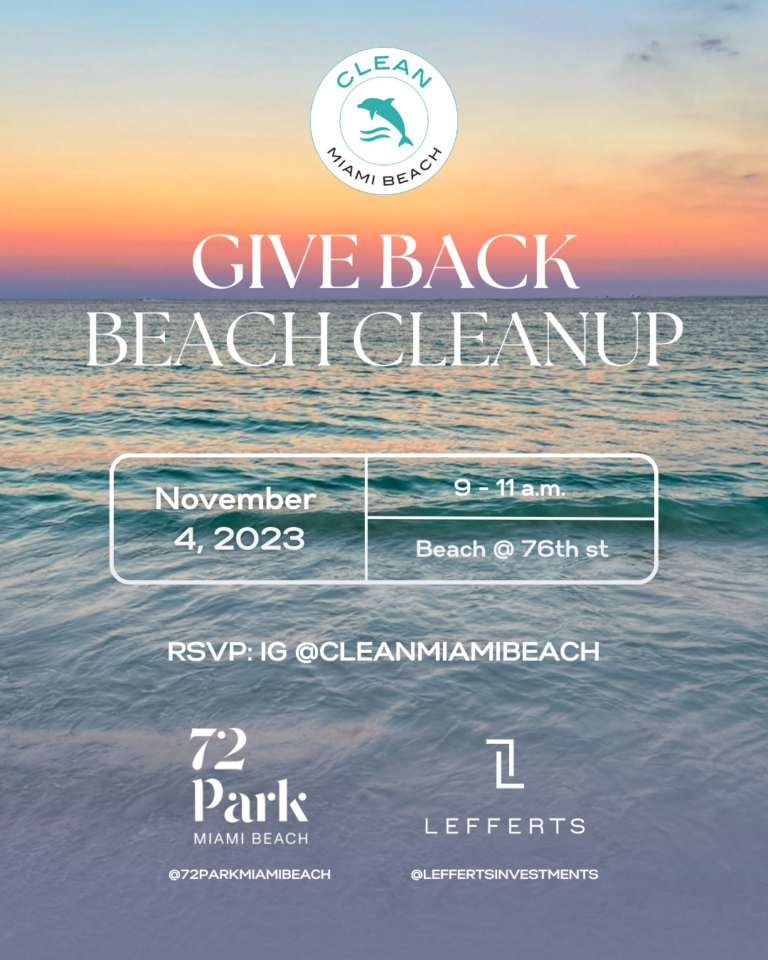 CLEAN
MIAMI BEACH
GIVE BACK
BEACH CLEANUP
November
4, 2023
9 - 11 a.m.
Beach @ 76th st
RSVP: IG @CLEANMIAMIBEACH
72
Park
MIAMI BEACH
@72PARKMIAMIBEACH
LEFFERTS
@LEFFERTSINVESTMENTS